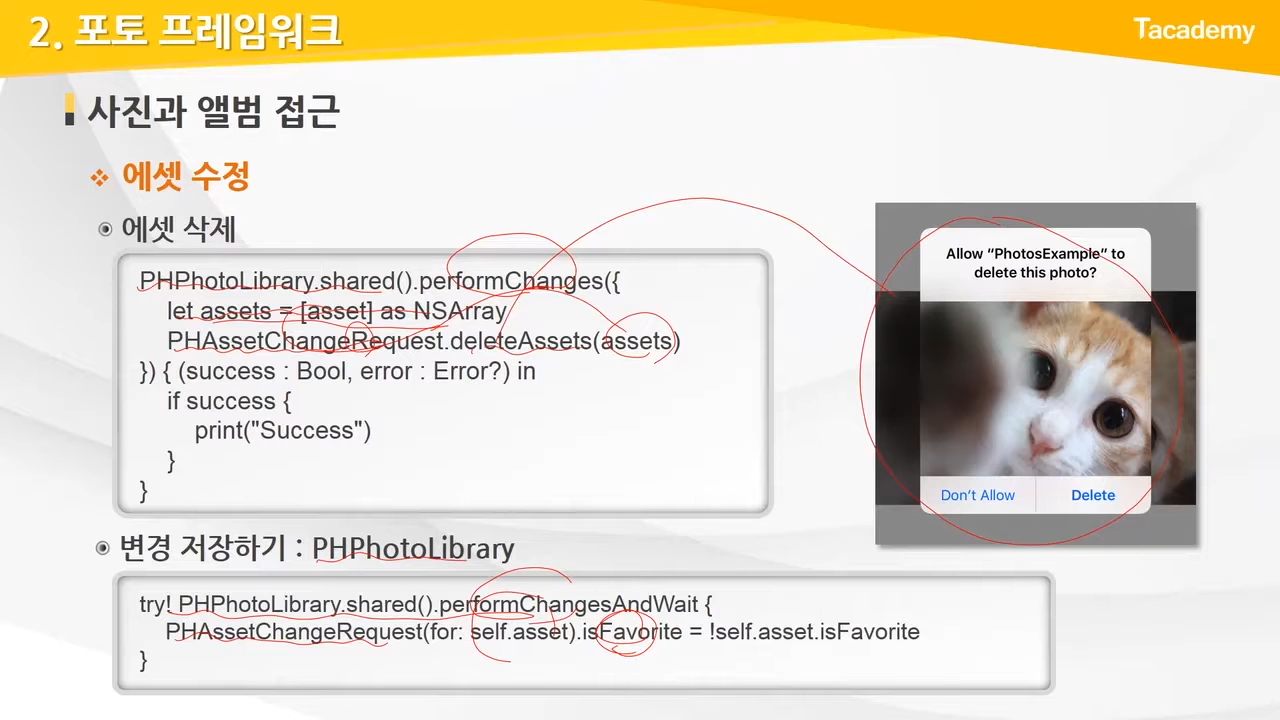 2. 포토 프레임워크
Tacademy
사진과 앨범 접근
에셋 수정
에셋 삭제
PHPhotoLibrary.shared().performChanges({
let assets = [asset] as NSArray
PHAssetChangeRequest.deleteAssets(assets)
}) { (success : Bool, error : Error?) in
if success {
print("Success")
}
}
Allow “PhotosExample” to
delete this photo?
Don’t Allow
Delete
변경 저장하기 : PHPhotoLibrary
try! PHPhotoLibrary.shared().performChangesAndWait {
PHAssetChangeRequest(for: self.asset).isFavorite = !self.asset.isFavorite
}